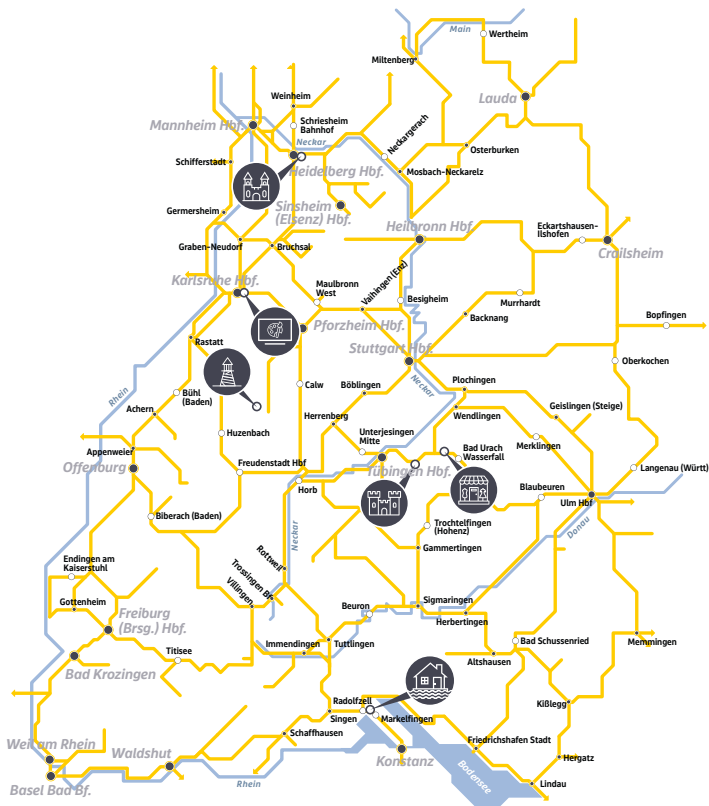 Main
Wertheim
Miltenberg
Lauda
Weinheim
Schriesheim
Bahnhof
Mannheim Hbf.
Neckar
Neckargerach
Osterburken
Schifferstadt
Heidelberg Hbf.
Mosbach-Neckarelz
Sinsheim
(Elsenz) Hbf.
Germersheim
Heilbronn Hbf.
Eckartshausen-
Ilshofen
Crailsheim
Graben-Neudorf
Bruchsal
Karlsruhe Hbf.
Maulbronn
West
Vaihingen (Enz)
Besigheim
Murrhardt
Backnang
Bopfingen
Pforzheim Hbf.
Rastatt
Stuttgart Hbf.
Oberkochen
Rhein
Neckar
Bühl
(Baden)
Calw
Böblingen
Plochingen
Achern
Wendlingen
Geislingen (Steige)
Huzenbach
Herrenberg
Unterjesingen
Mitte
Merklingen
Appenweier
Offenburg
Freudenstadt Hbf
Tübingen Hbf.
Bad Urach
Wasserfall
Langenau (Württ)
Horb
Blaubeuren
Ulm Hbf
Biberach (Baden)
Neckar
Trochtelfingen
(Hohenz)
Donau
Gammertingen
Endingen am
Kaiserstuhl
Rottweil
Trossingen Bf.
Villingen
Gottenheim
Freiburg
(Brsg.) Hbf.
Beuron
Sigmaringen
Herbertingen
Titisee
Immendingen
Tuttlingen
Bad Schussenried
Memmingen
Altshausen
Bad Krozingen
Radolfzell
Singen
Markelfingen
Kißlegg
Schaffhausen
Weil am Rhein
Waldshut
Konstanz
Friedrichshafen Stadt
Hergatz
Basel Bad Bf.
Rhein
Bodensee
Lindau